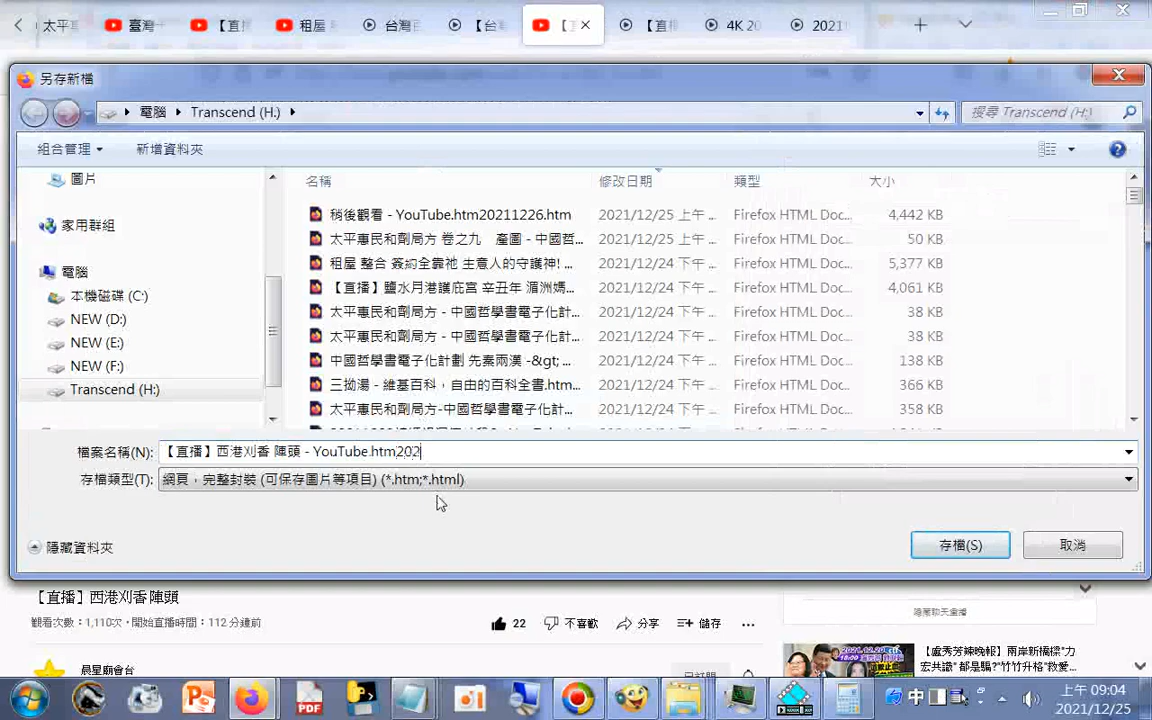 太平
臺灣
【直
租屋
台灣百
【台
【
【直
4K 20
2021
另存新檔
電腦 Transcend (H:)
搜尋 Transcend (H:)
組合管理
新增資料夾
圖片
家用群組
電腦
本機磁碟 (C:)
NEW (D:)
NEW (E:)
NEW (F:)
Transcend (H:)
名稱 修改日期 類型 大小
稍後觀看 - YouTube.htm20211226.htm 2021/12/25 上午 ... Firefox HTML Doc... 4,442 KB
太平惠民和劑局方 卷之九 產圖 - 中國哲... 2021/12/25 上午 ... Firefox HTML Doc... 50 KB
租屋 整合 簽約全靠祂 主意人的守護神! ... 2021/12/24 下午 ... Firefox HTML Doc... 5,377 KB
【直播】鹽水月港護庇宮 辛丑年 湄洲媽... 2021/12/24 下午 ... Firefox HTML Doc... 4,061 KB
太平惠民和劑局方 - 中國哲學書電子化計... 2021/12/24 下午 ... Firefox HTML Doc... 38 KB
太平惠民和劑局方 - 中國哲學書電子化計... 2021/12/24 下午 ... Firefox HTML Doc... 38 KB
中國哲學書電子化計劃 先秦兩漢 -&gt; ... 2021/12/24 下午 ... Firefox HTML Doc... 138 KB
三拗湯 - 維基百科，自由的百科全書.htm... 2021/12/24 下午 ... Firefox HTML Doc... 366 KB
太平惠民和劑局方-中國哲學書電子化計... 2021/12/24 下午 ... Firefox HTML Doc... 358 KB
檔案名稱(N): 【直播】西港刈香 陣頭 - YouTube.htm202
存檔類型(T): 網頁，完整封裝 (可保存圖片等項目) (*.htm;*.html)
隱藏資料夾
存檔(S)
取消
【直播】西港刈香 陣頭
觀看次數：1,110次・開始直播時間：112 分鐘前
22
不喜歡
分享
儲存
隱藏聊天重播
晨星廟會台
已訂閱
【盧秀芳辣晚報】兩岸新橋樑"力
宏共識" 都是騙?"竹竹升格"救愛...
中
上午 09:04
2021/12/25